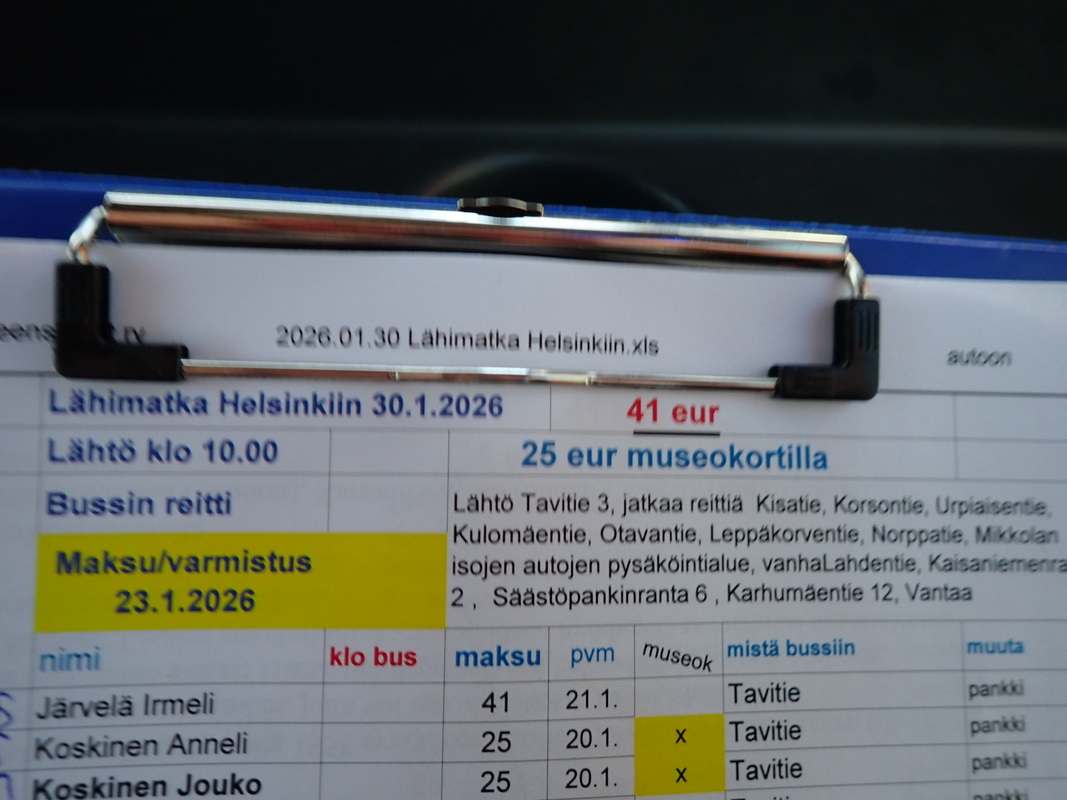 2026.01.30 Lähimatka Helsinkiin.xls autoon
Lähimatka Helsinkiin 30.1.2026 41 eur
Lähtö klo 10.00 25 eur museokortilla
Bussin reitti
Lähtö Tavitie 3, jatkaa reittiä Kisatie, Korsontie, Urpiaisentie,
Kulomäentie, Otavantie, Leppäkorventie, Norppatie, Mikkolan
isojen autojen pysäköintialue, vanhaLahdentie,
2 , Säästöpankinranta 6 , Karhumäentie 12, Vantaa
Maksu/varmistus
23.1.2026
nimi klo bus maksu pvm museok mistä bussiin muuta
Järvelä Irmeli 41 21.1. Tavitie pankki
Koskinen Anneli 25 20.1. x Tavitie pankki
Koskinen Jouko 25 20.1. x Tavitie pankki